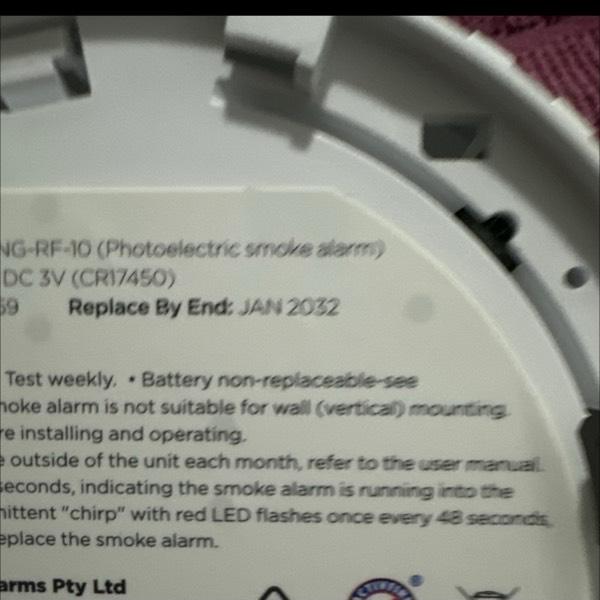 NG-RF-10 (Photoelectric smoke alarm)
DC 3V (CR17450)
59 Replace By End: JAN 2032
Test weekly. • Battery non-replaceable-see
moke alarm is not suitable for wall (vertical) mounting.
re installing and operating.
e outside of the unit each month, refer to the user manual.
seconds, indicating the smoke alarm is running into the
mittent "chirp" with red LED flashes once every 48 seconds,
eplace the smoke alarm.
arms Pty Ltd